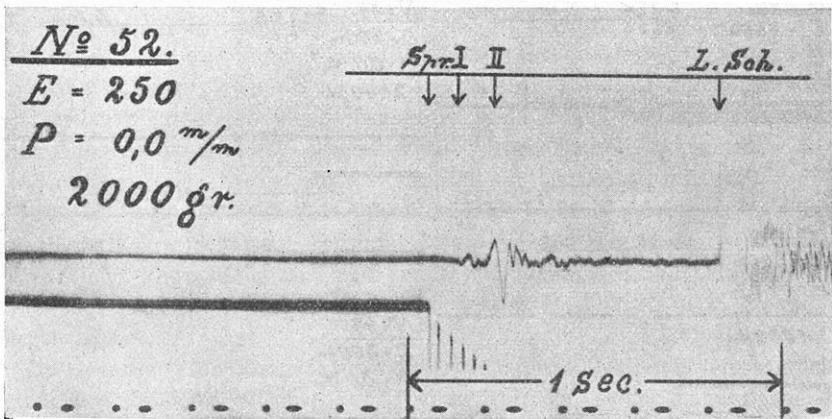 Nº 52.
E = 250
P = 0,0 m/m
2000 gr.
Spr. I II L. Sch.
1 Sec.